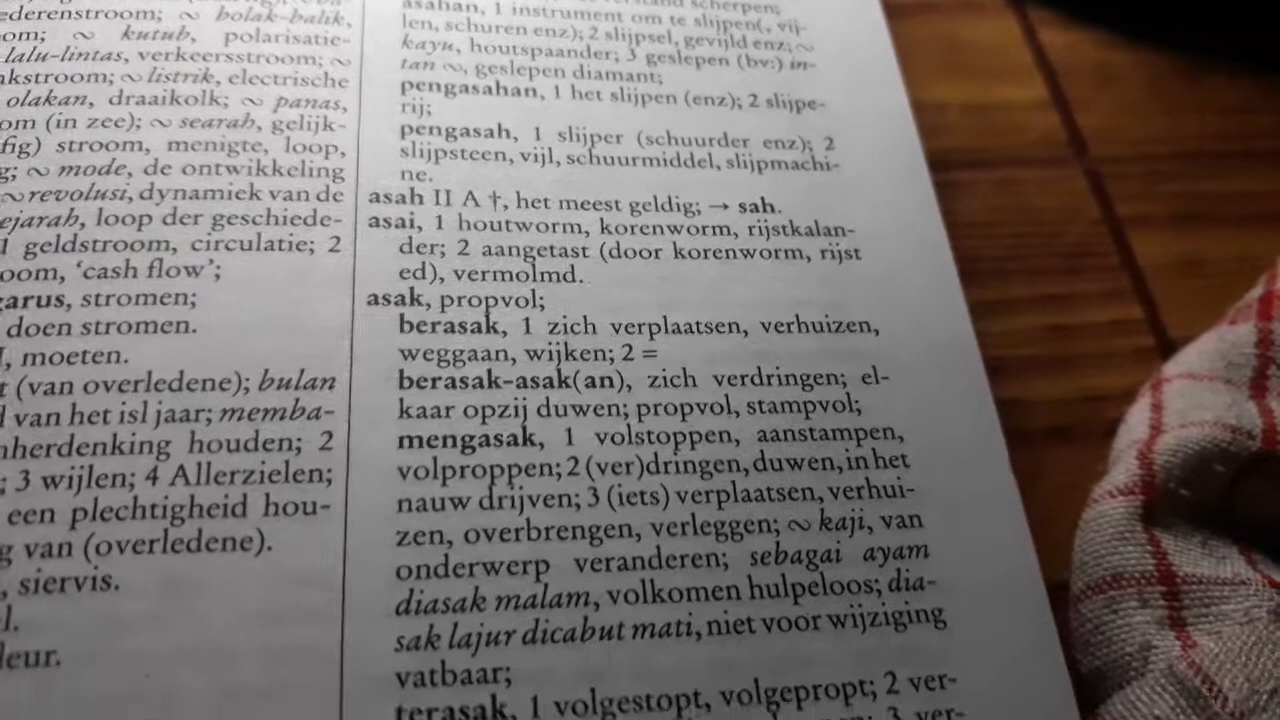 ederenstroom; ∾ bolak-balik,
om; ∾ kutub, polarisatie-
lalu-lintas, verkeersstroom; ∾
akstroom; ∾ listrik, electrische
olakan, draaikolk; ∾ panas,
om (in zee); ∾ searah, gelijk-
fig) stroom, menigte, loop,
g; ∾ mode, de ontwikkeling
∾ revolusi, dynamiek van de
ejarah, loop der geschiede-
1 geldstroom, circulatie; 2
oom, 'cash flow';
garus, stromen;
doen stromen.
, moeten.
t (van overledene); bulan
d van het isl jaar; memba-
nherdenking houden; 2
; 3 wijlen; 4 Allerzielen;
een plechtigheid hou-
g van (overledene).
, siervis.
l.
leur.
scherpen;
asahan, 1 instrument om te slijpen(, vij-
len, schuren enz); 2 slijpsel, gevijld enz; ∾
kayu, houtspaander; 3 geslepen (bv:) in-
tan ∾, geslepen diamant;
pengasahan, 1 het slijpen (enz); 2 slijpe-
rij;
pengasah, 1 slijper (schuurder enz); 2
slijpsteen, vijl, schuurmiddel, slijpmachi-
ne.
asah II A †, het meest geldig; → sah.
asai, 1 houtworm, korenworm, rijstkalan-
der; 2 aangetast (door korenworm, rijst
ed), vermolmd.
asak, propvol;
berasak, 1 zich verplaatsen, verhuizen,
weggaan, wijken; 2 =
berasak-asak(an), zich verdringen; el-
kaar opzij duwen; propvol, stampvol;
mengasak, 1 volstoppen, aanstampen,
volproppen; 2 (ver)dringen, duwen, in het
nauw drijven; 3 (iets) verplaatsen, verhui-
zen, overbrengen, verleggen; ∾ kaji, van
onderwerp veranderen; sebagai ayam
diasak malam, volkomen hulpeloos; dia-
sak lajur dicabut mati, niet voor wijziging
vatbaar;
terasak, 1 volgestopt, volgepropt; 2 ver-
3 ver-